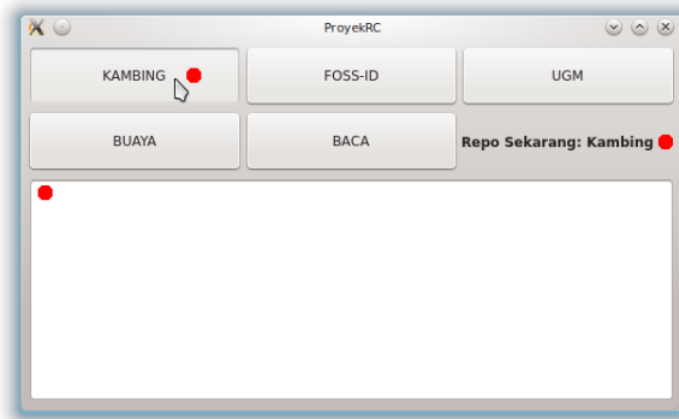 ProyekRC
KAMBING FOSS-ID UGM
BUAYA BACA Repo Sekarang: Kambing